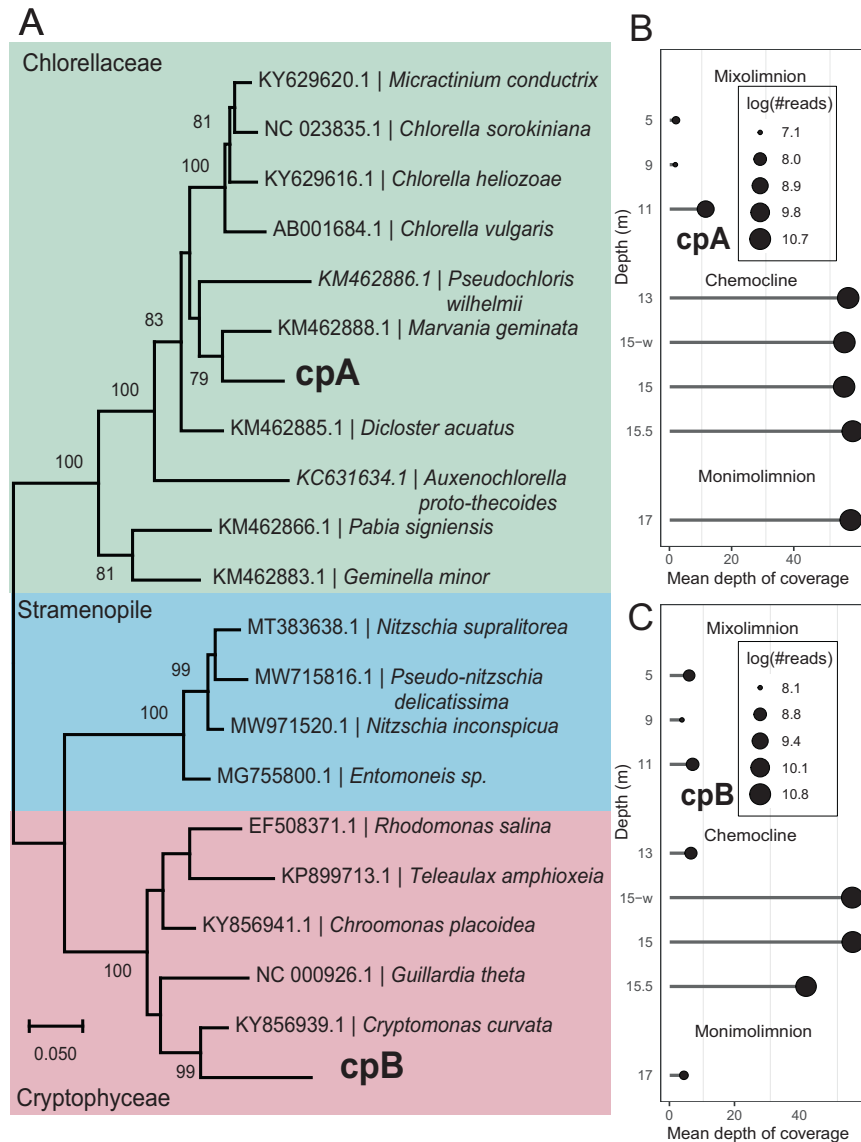 A
Chlorellaceae
KY629620.1 | Micractinium conductrix
81
NC 023835.1 | Chlorella sorokiniana
100
KY629616.1 | Chlorella heliozoae
AB001684.1 | Chlorella vulgaris
KM462886.1 | Pseudochloris
wilhelmii
83
KM462888.1 | Marvania geminata
79
cpA
100
KM462885.1 | Dicloster acuatus
100
KC631634.1 | Auxenochlorella
proto-thecoides
KM462866.1 | Pabia signiensis
81
KM462883.1 | Geminella minor
Stramenopile
MT383638.1 | Nitzschia supralitorea
99
MW715816.1 | Pseudo-nitzschia
delicatissima
100
MW971520.1 | Nitzschia inconspicua
MG755800.1 | Entomoneis sp.
EF508371.1 | Rhodomonas salina
KP899713.1 | Teleaulax amphioxeia
KY856941.1 | Chroomonas placoidea
100
NC 000926.1 | Guillardia theta
KY856939.1 | Cryptomonas curvata
0.050
99
cpB
Cryptophyceae
B
Mixolimnion
log(#reads)
7.1
8.0
8.9
9.8
10.7
5
9
11
cpA
Depth (m)
Chemocline
13
15-w
15
15.5
Monimolimnion
17
0
20
40
Mean depth of coverage
C
Mixolimnion
log(#reads)
8.1
8.8
9.4
10.1
10.8
5
9
11
cpB
Depth (m)
Chemocline
13
15-w
15
15.5
Monimolimnion
17
0
20
40
Mean depth of coverage